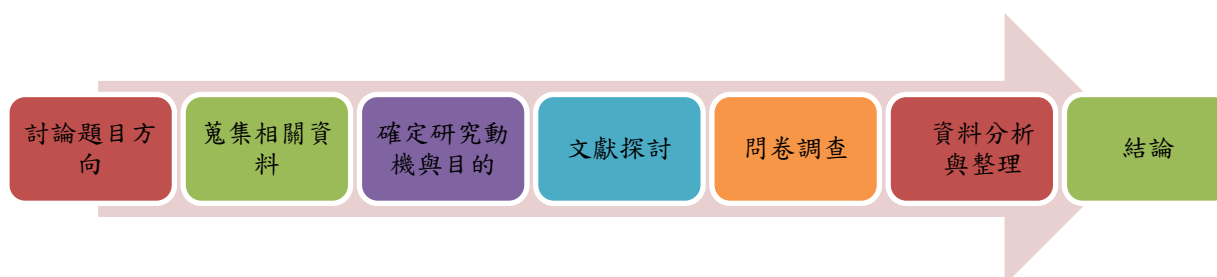 討論題目方
向
蒐集相關資
料
確定研究動
機與目的
文獻探討
問卷調查
資料分析
與整理
結論